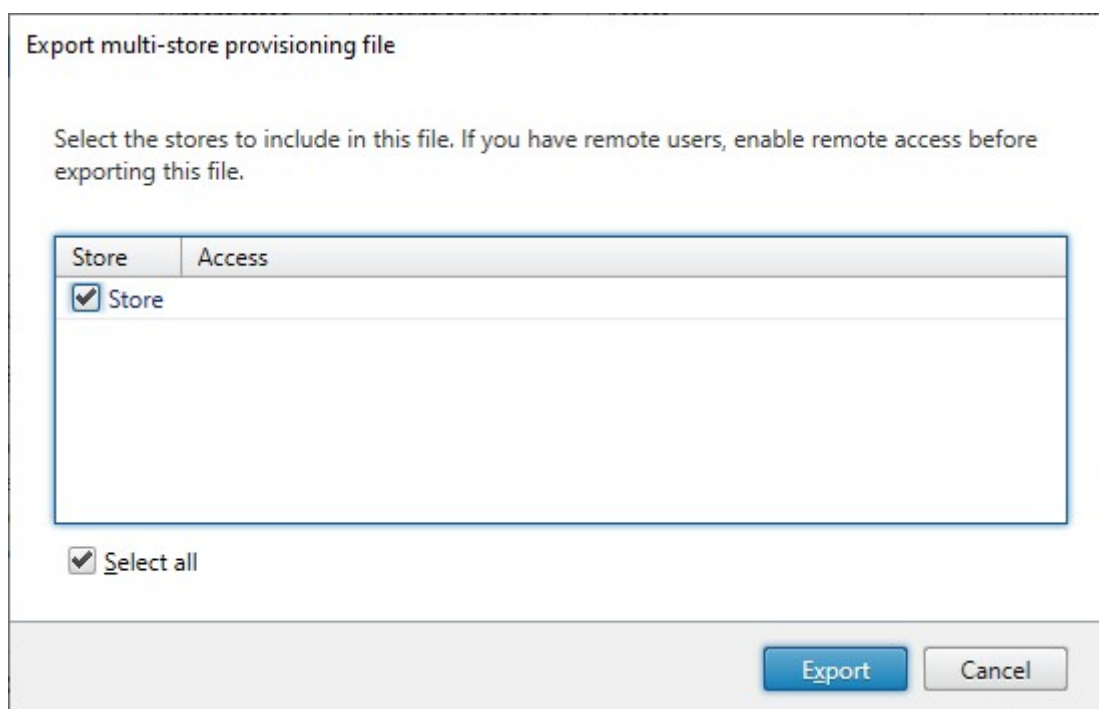 Export multi-store provisioning file
Select the stores to include in this file. If you have remote users, enable remote access before
exporting this file.
Store Access
Store
Select all
Export Cancel